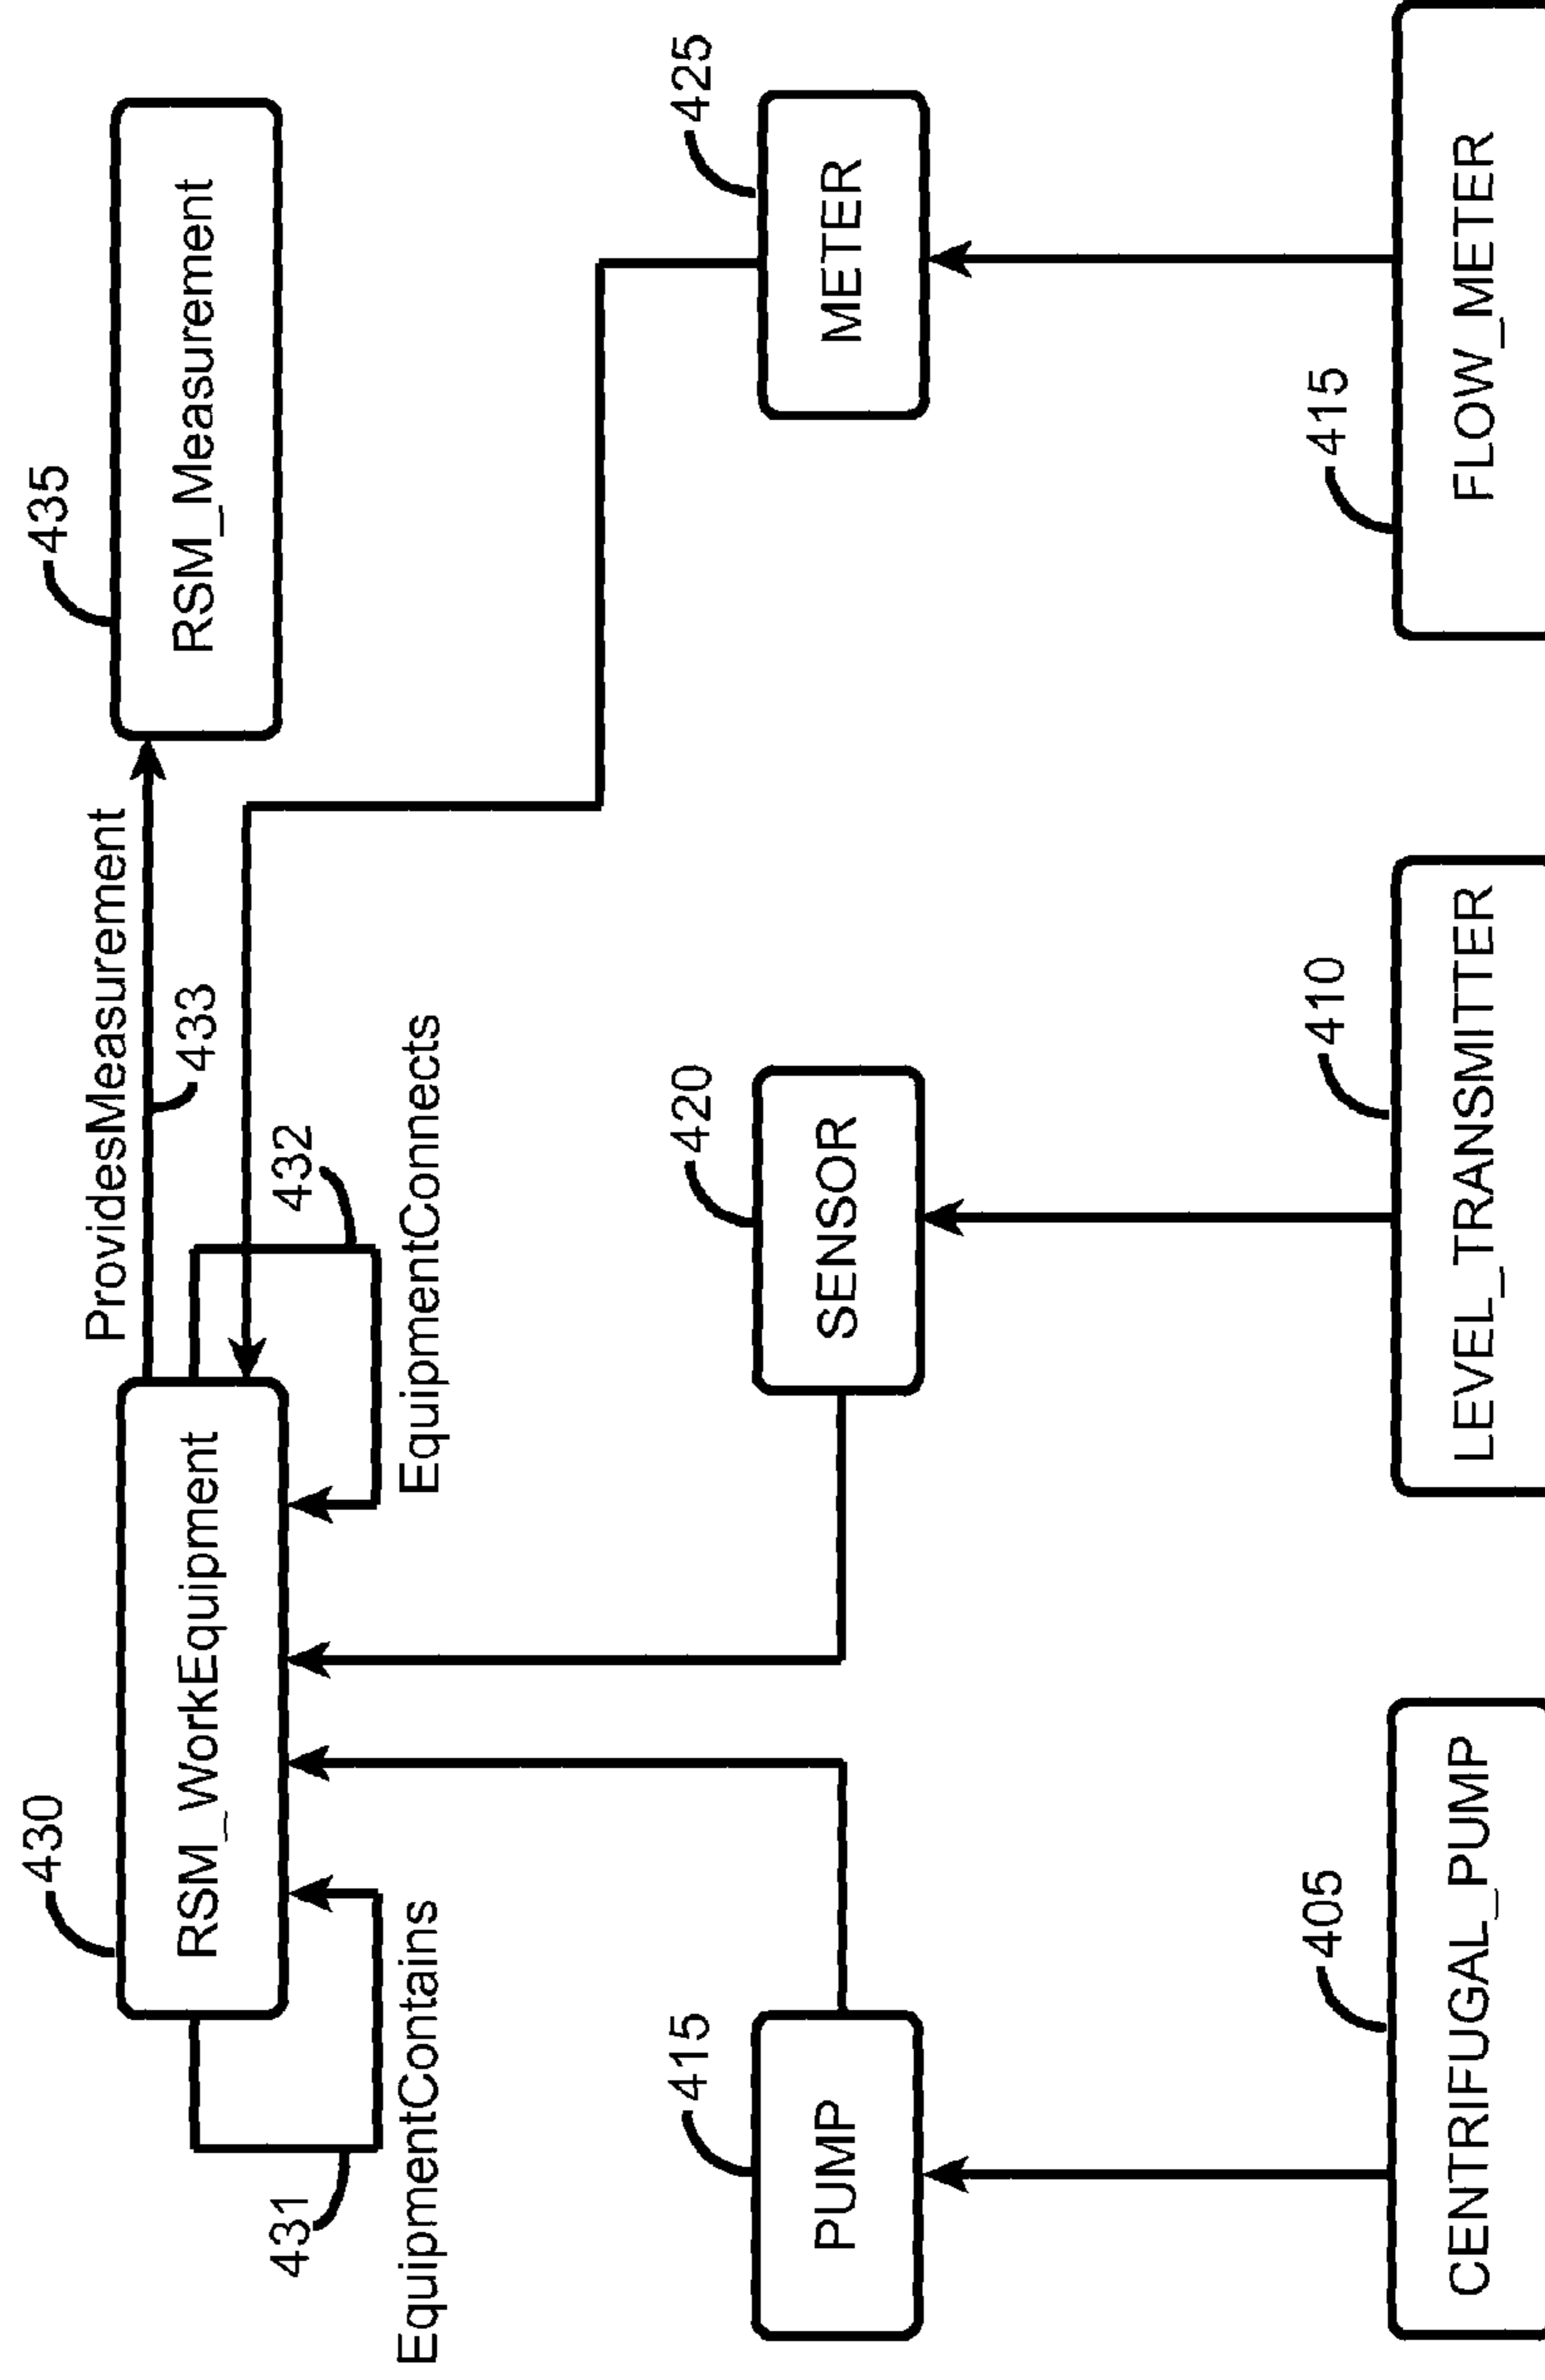 430
435
RSM_WorkEquipment
ProvidesMeasurement
RSM_Measurement
433
431
432
EquipmentContains
EquipmentConnects
415
420
425
PUMP
SENSOR
METER
405
410
415
CENTRIFUGAL_PUMP
LEVEL_TRANSMITTER
FLOW_METER